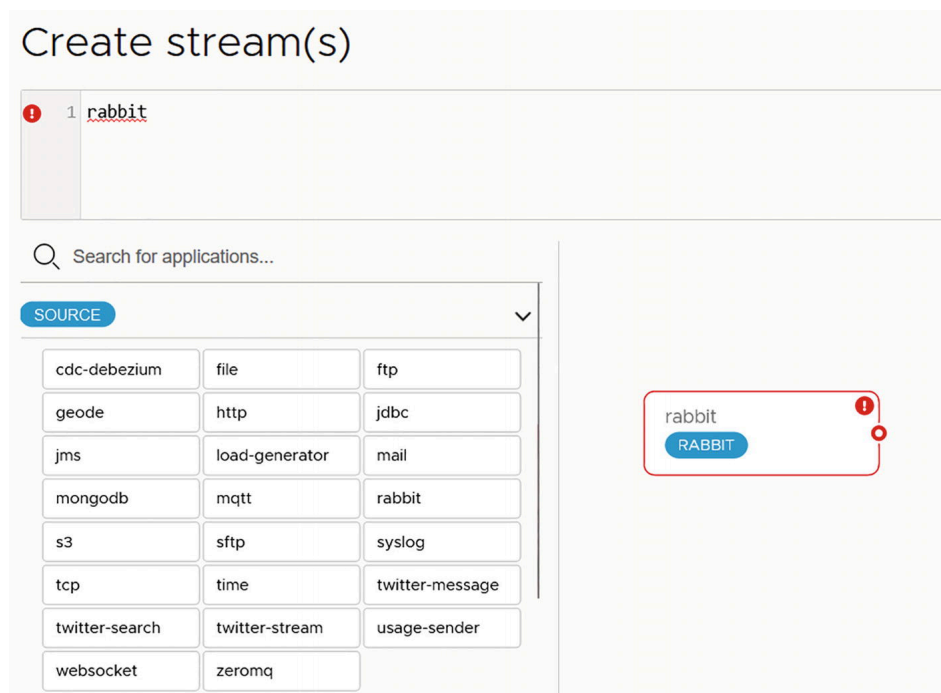 Create stream(s)
1 rabbit
Search for applications...
SOURCE
cdc-debezium file ftp
geode http jdbc
jms load-generator mail
mongodb mqtt rabbit
s3 sftp syslog
tcp time twitter-message
twitter-search twitter-stream usage-sender
websocket zeromq
rabbit
RABBIT